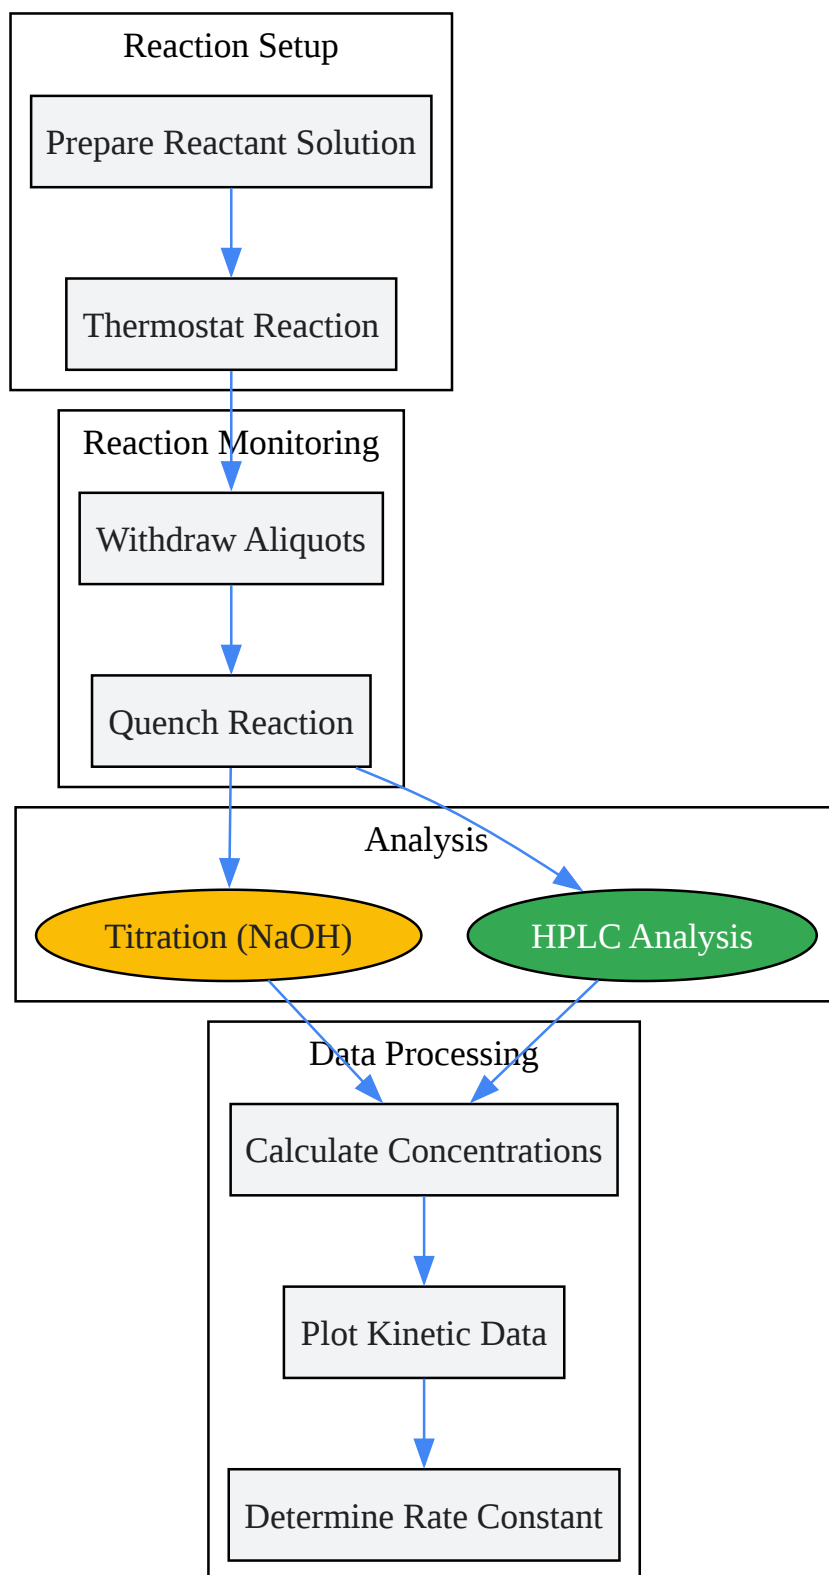 Reaction Setup
Prepare Reactant Solution
Thermostat Reaction
Reaction Monitoring
Withdraw Aliquots
Quench Reaction
Analysis
Titration (NaOH)
HPLC Analysis
Data Processing
Calculate Concentrations
Plot Kinetic Data
Determine Rate Constant